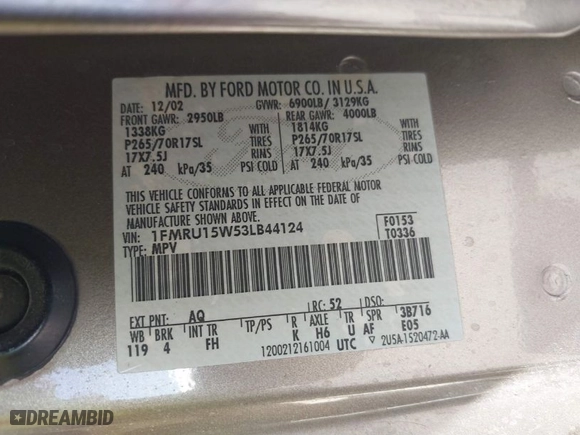 MFD. BY FORD MOTOR CO. IN U.S.A.
DATE: 12/02 GVWR: 6900LB/ 3129KG
FRONT GAWR: 2950LB REAR GAWR: 4000LB
1338KG WITH 1814KG WITH
P265/70R17SL TIRES P265/70R17SL TIRES
17X7.5J RIMS 17X7.5J RIMS
AT 240 kPa/35 PSI COLD AT 240 kPa/35 PSI COLD
THIS VEHICLE CONFORMS TO ALL APPLICABLE FEDERAL MOTOR
VEHICLE SAFETY STANDARDS IN EFFECT ON THE DATE OF
MANUFACTURE SHOWN ABOVE.
VIN: 1FMRU15W53LB44124 F0153
TYPE: MPV T0336
EXT PNT: AQ RC: 52 DSO:
WB BRK INT TR TP/PS R AXLE TR SPR 3B716
119 4 FH K H6 U AF E05
1200212161004 UTC ▽ 2U5A-1520472-AA
DREAMBID